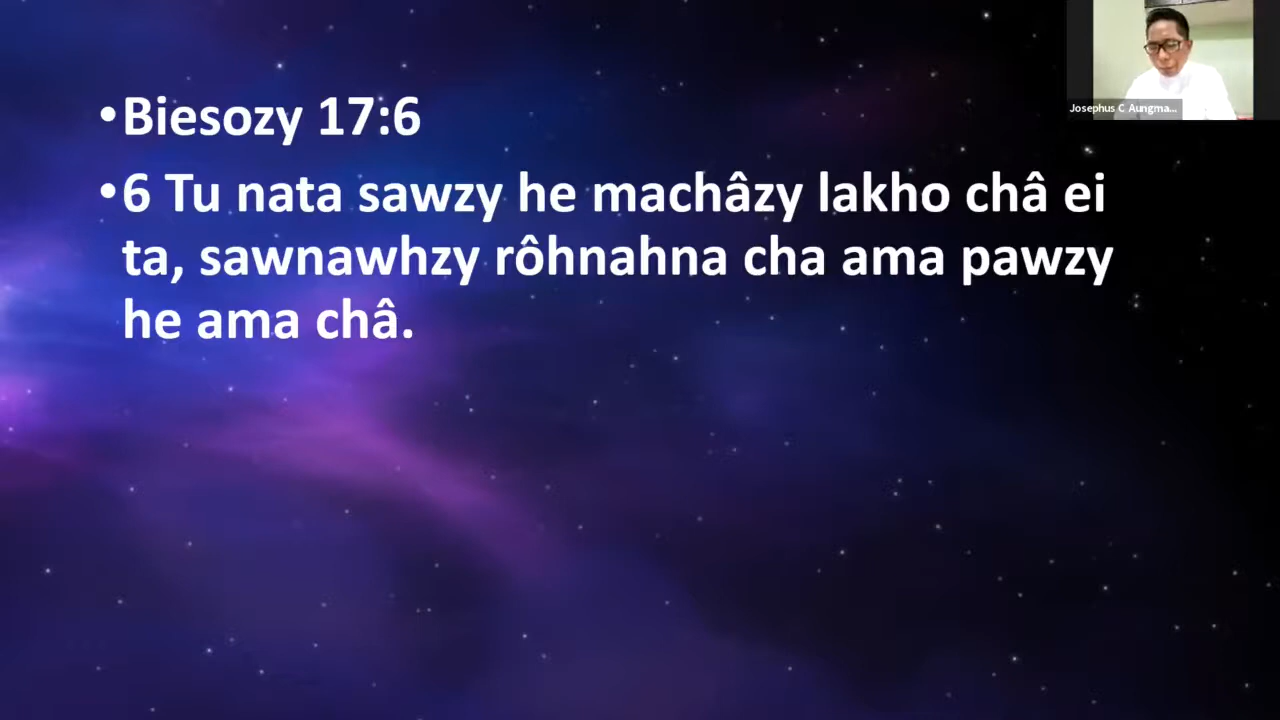 •Biesozy 17:6
•6 Tu nata sawzy he machâzy lakho châ ei
ta, sawnawhzy rôhnahna cha ama pawzy
he ama châ.
Josephus C Aungma...